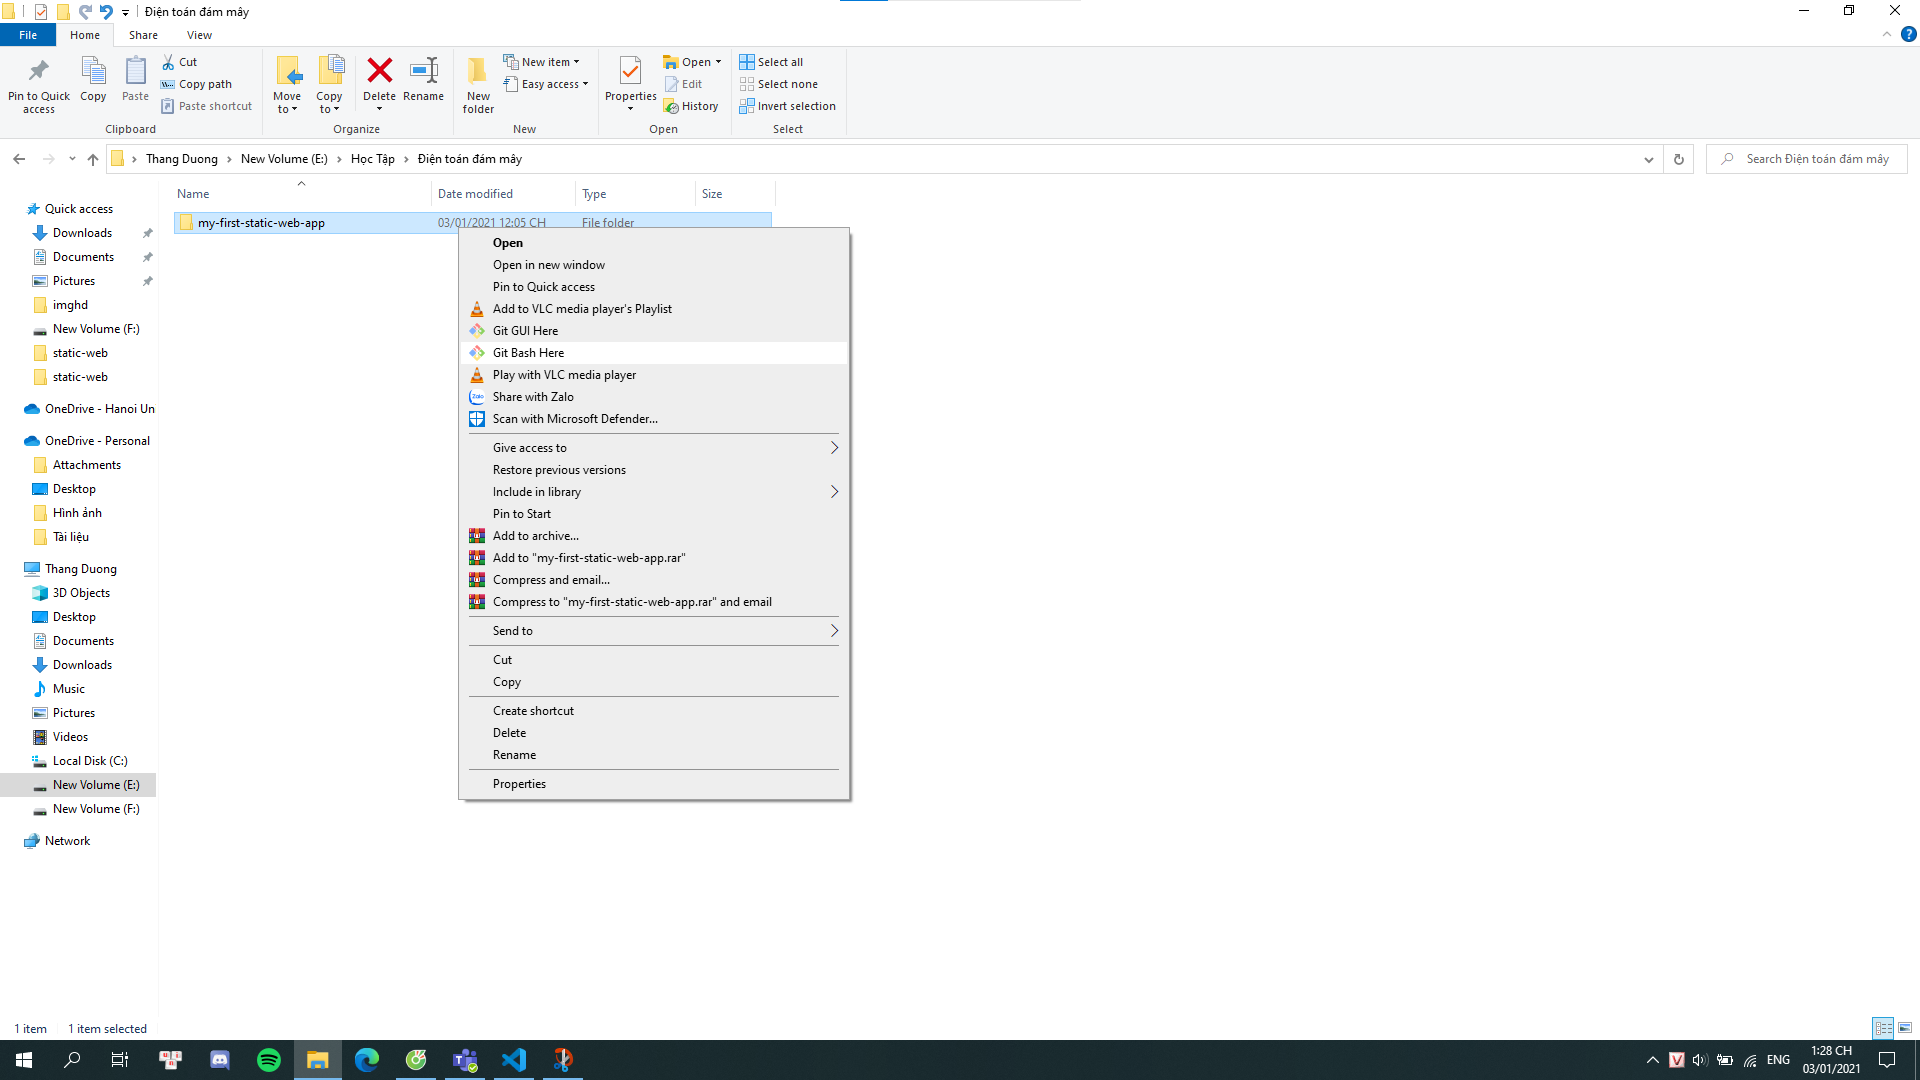 Điện toán đám mây
File Home Share View
Pin to Quick access
Copy
Paste
Cut
Copy path
Paste shortcut
Clipboard
Move to
Copy to
Delete
Rename
Organize
New folder
New item
Easy access
New
Properties
Open
Edit
History
Open
Select all
Select none
Invert selection
Select
Thang Duong › New Volume (E:) › Học Tập › Điện toán đám mây
Search Điện toán đám mây
Name Date modified Type Size
my-first-static-web-app 03/01/2021 12:05 CH File folder
Quick access
Downloads
Documents
Pictures
imghd
New Volume (F:)
static-web
static-web
OneDrive - Hanoi Un
OneDrive - Personal
Attachments
Desktop
Hình ảnh
Tài liệu
Thang Duong
3D Objects
Desktop
Documents
Downloads
Music
Pictures
Videos
Local Disk (C:)
New Volume (E:)
New Volume (F:)
Network
Open
Open in new window
Pin to Quick access
Add to VLC media player's Playlist
Git GUI Here
Git Bash Here
Play with VLC media player
Share with Zalo
Scan with Microsoft Defender...
Give access to
Restore previous versions
Include in library
Pin to Start
Add to archive...
Add to "my-first-static-web-app.rar"
Compress and email...
Compress to "my-first-static-web-app.rar" and email
Send to
Cut
Copy
Create shortcut
Delete
Rename
Properties
1 item 1 item selected
ENG
1:28 CH
03/01/2021